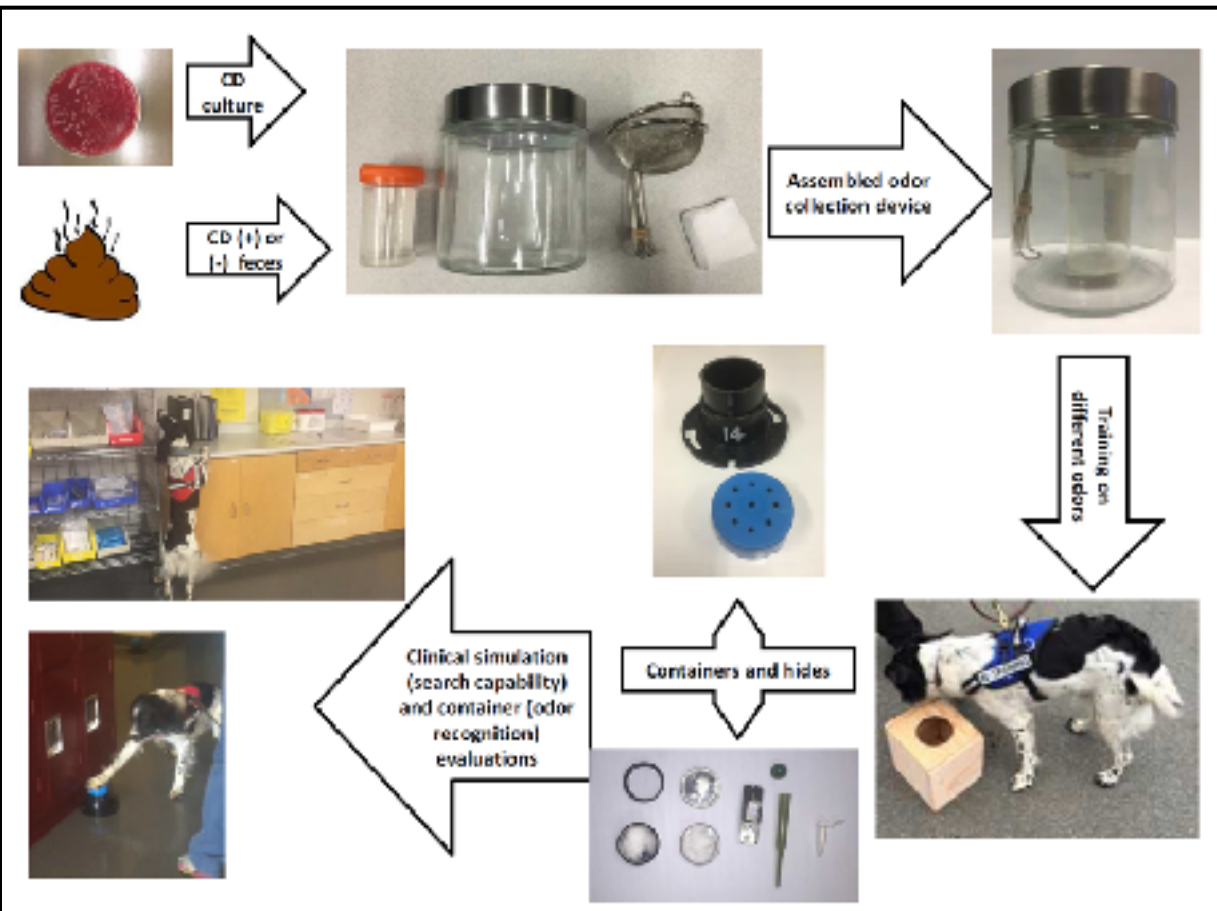 CD
culture
CD (+) or
(-) feces
Assembled odor
collection device
Training on
different odors
14
Containers and hides
Clinical simulation
(search capability)
and container (odor
recognition)
evaluations